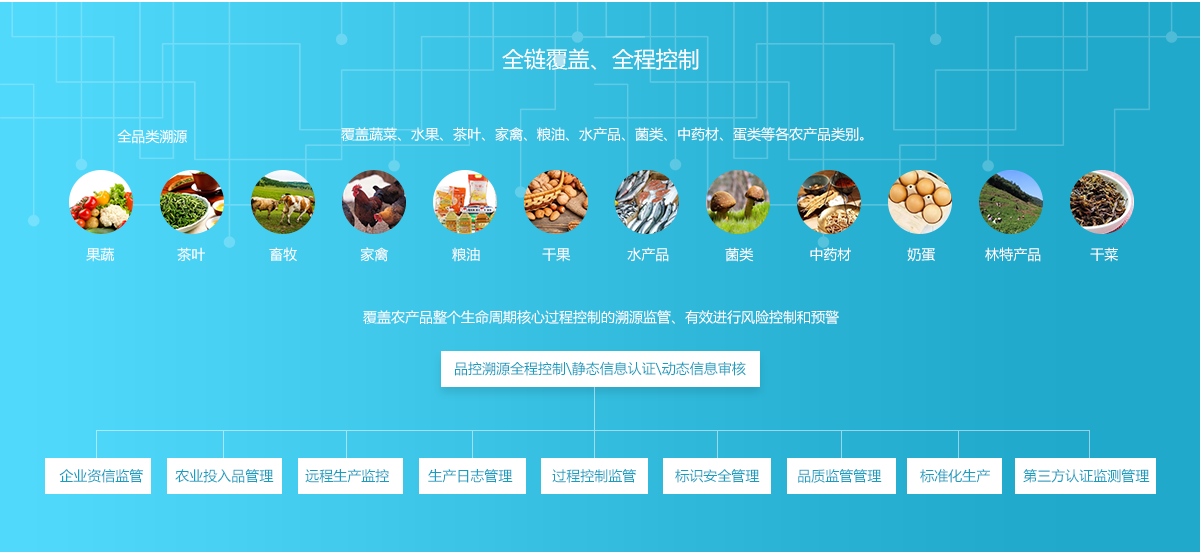 全链覆盖、全程控制
全品类溯源
覆盖蔬菜、水果、茶叶、家禽、粮油、水产品、菌类、中药材、蛋类等各农产品类别。
果蔬
茶叶
畜牧
家禽
粮油
干果
水产品
菌类
中药材
奶蛋
林特产品
干菜
覆盖农产品整个生命周期核心过程控制的溯源监管、有效进行风险控制和预警
品控溯源全程控制\静态信息认证\动态信息审核
企业资信监管
农业投入品管理
远程生产监控
生产日志管理
过程控制监管
标识安全管理
品质监管管理
标准化生产
第三方认证监测管理